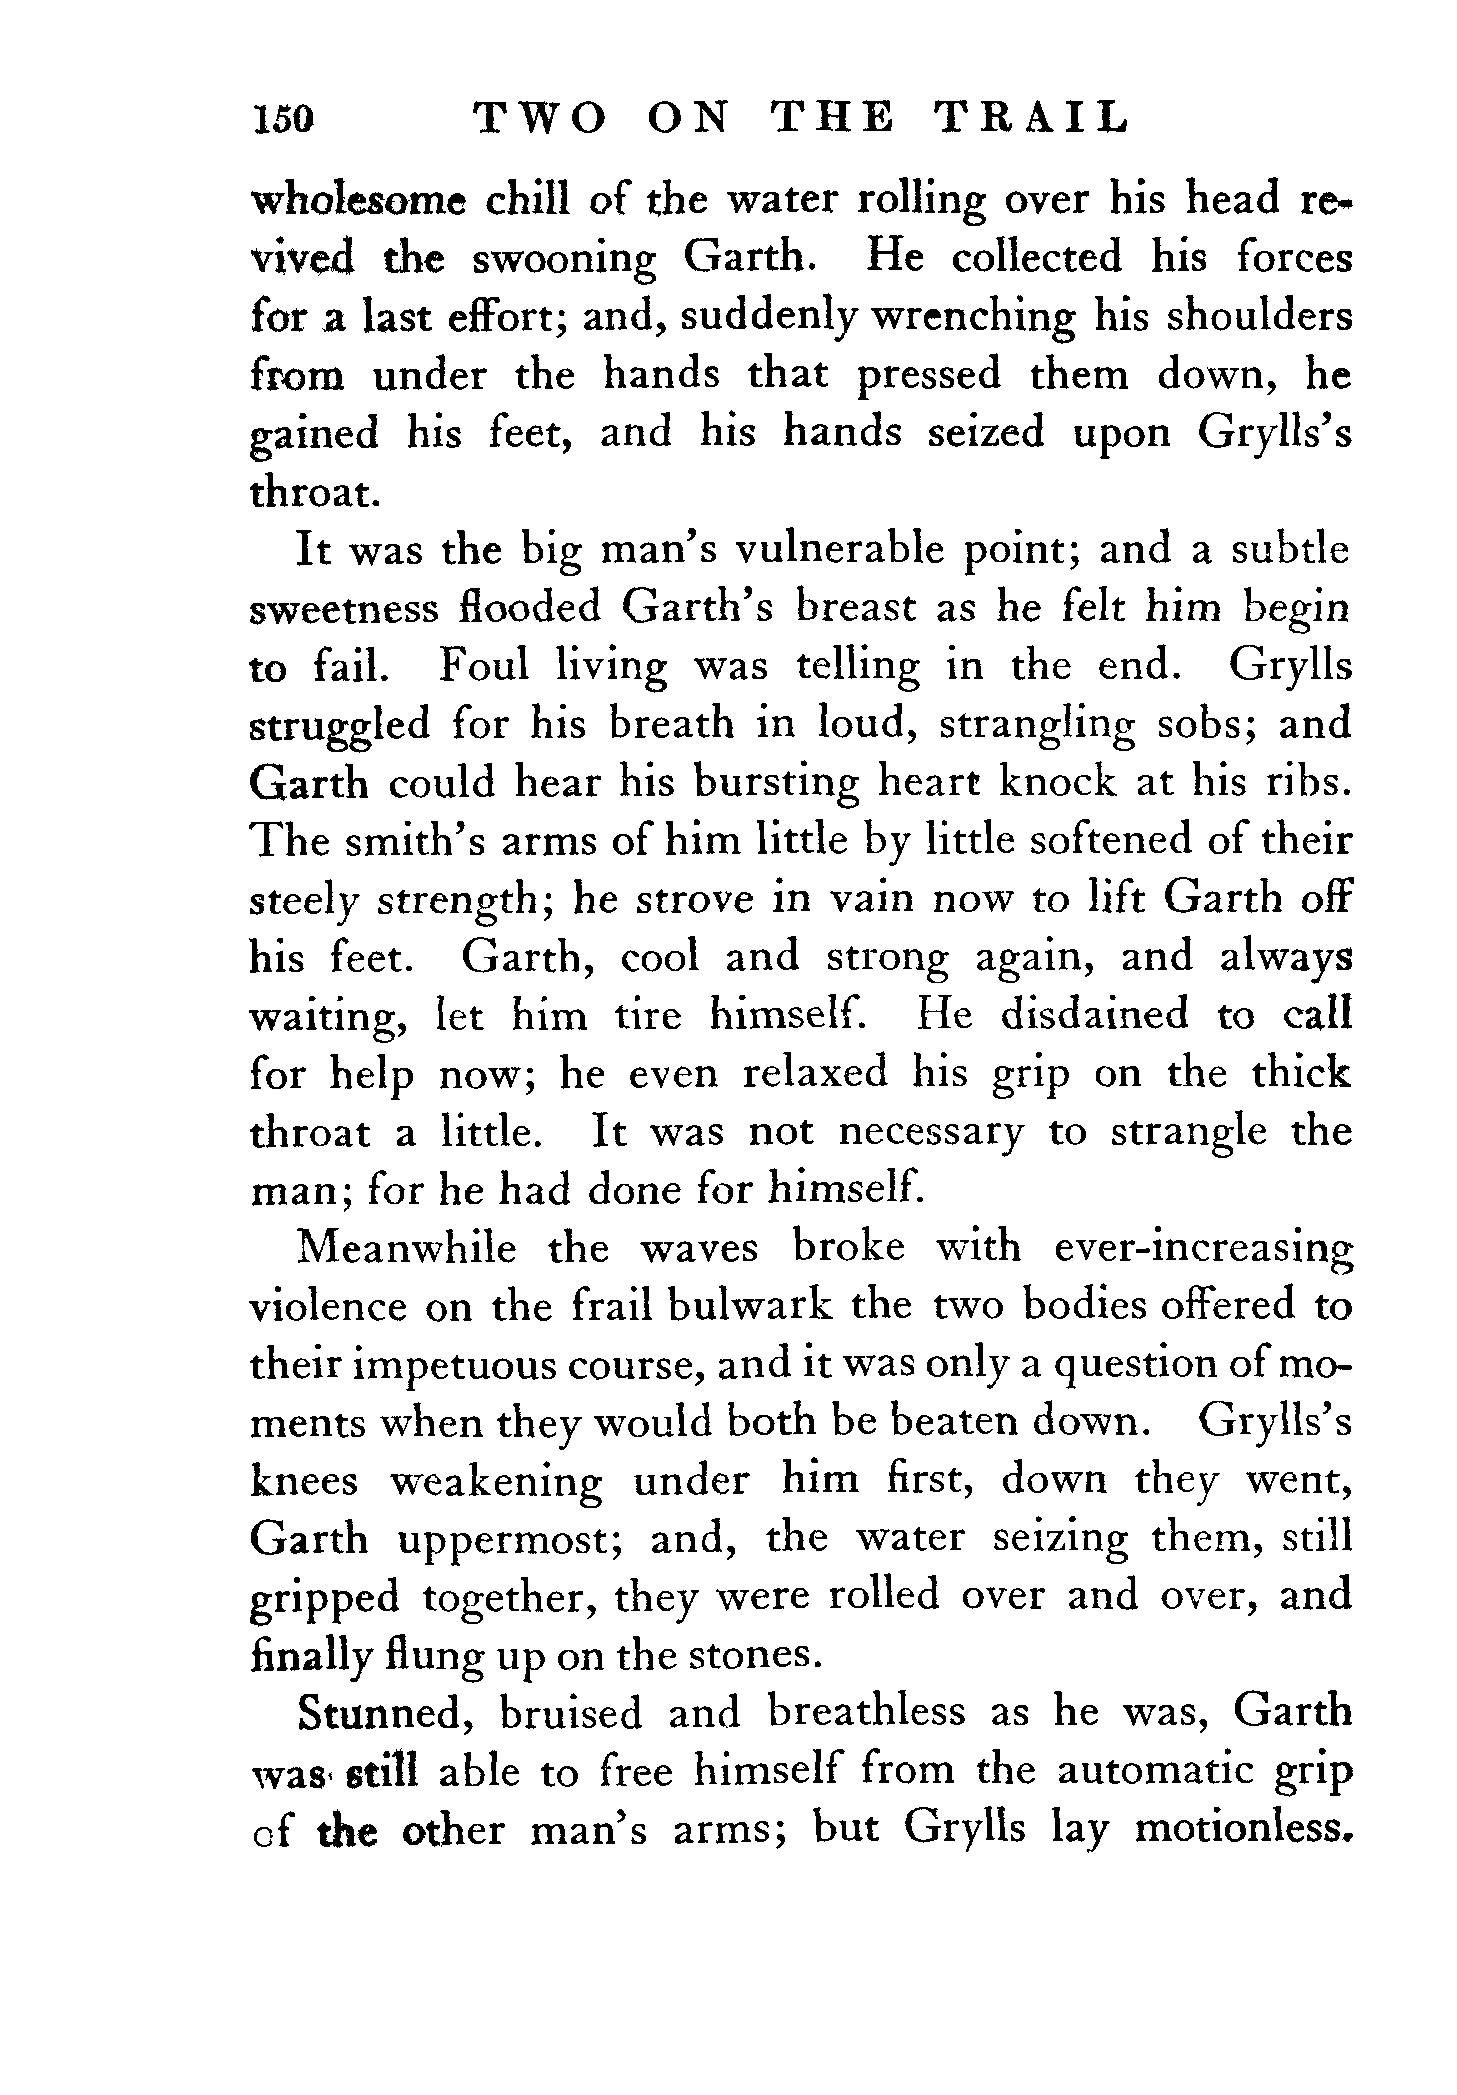 150 TWO ON THE TRAIL
wholesome chill of the water rolling over his head re-
vived the swooning Garth. He collected his forces
for a last effort; and, suddenly wrenching his shoulders
from under the hands that pressed them down, he
gained his feet, and his hands seized upon Grylls's
throat.
It was the big man's vulnerable point; and a subtle
sweetness flooded Garth's breast as he felt him begin
to fail. Foul living was telling in the end. Grylls
struggled for his breath in loud, strangling sobs; and
Garth could hear his bursting heart knock at his ribs.
The smith's arms of him little by little softened of their
steely strength; he strove in vain now to lift Garth off
his feet. Garth, cool and strong again, and always
waiting, let him tire himself. He disdained to call
for help now; he even relaxed his grip on the thick
throat a little. It was not necessary to strangle the
man; for he had done for himself.
Meanwhile the waves broke with ever-increasing
violence on the frail bulwark the two bodies offered to
their impetuous course, and it was only a question of mo-
ments when they would both be beaten down. Grylls's
knees weakening under him first, down they went,
Garth uppermost; and, the water seizing them, still
gripped together, they were rolled over and over, and
finally flung up on the stones.
Stunned, bruised and breathless as he was, Garth
was still able to free himself from the automatic grip
of the other man's arms; but Grylls lay motionless.